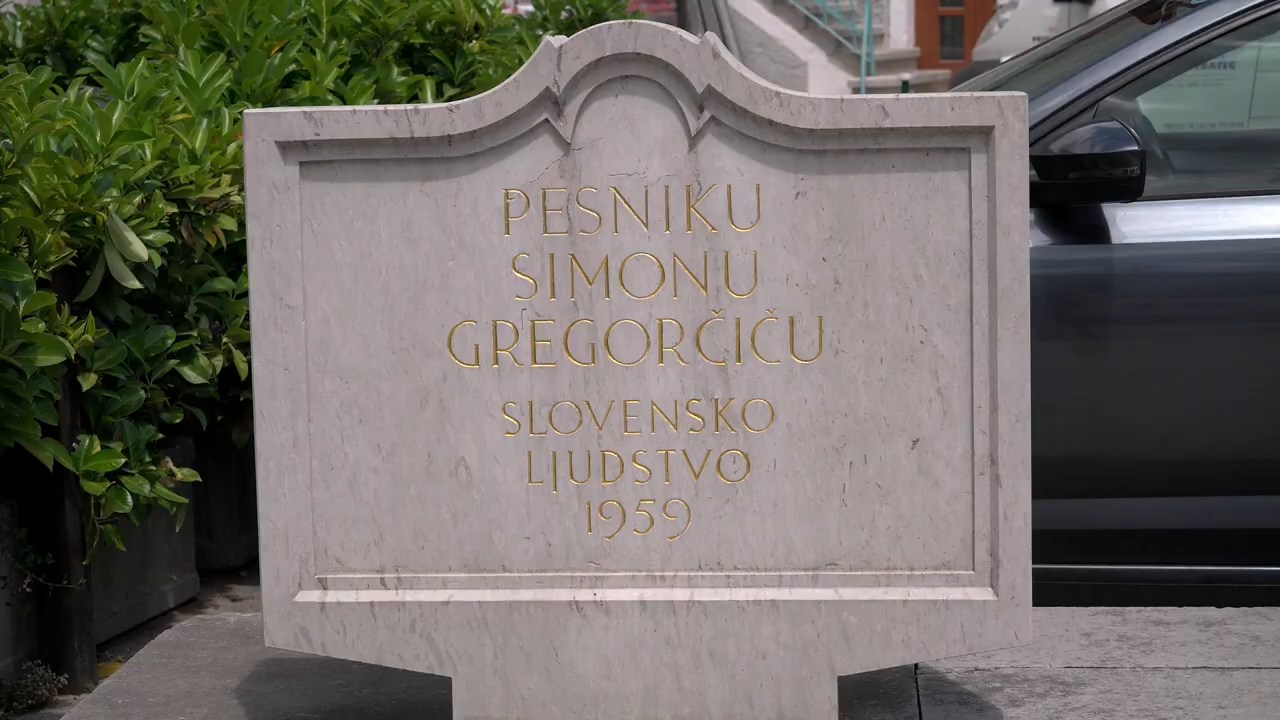 PESNIKU
SIMONU
GREGORČIČU
SLOVENSKO
LJUDSTVO
1959